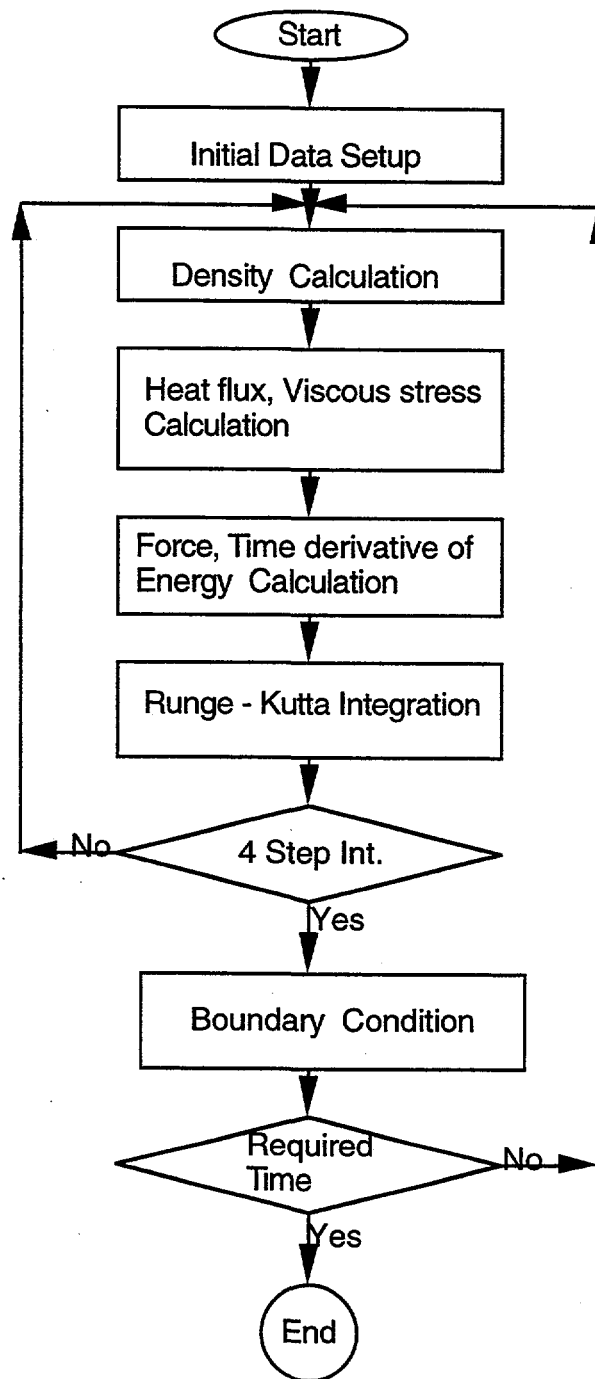 Start
Initial Data Setup
Density Calculation
Heat flux, Viscous stress
Calculation
Force, Time derivative of
Energy Calculation
Runge - Kutta Integration
4 Step Int.
No
Yes
Boundary Condition
Required
Time
No
Yes
End